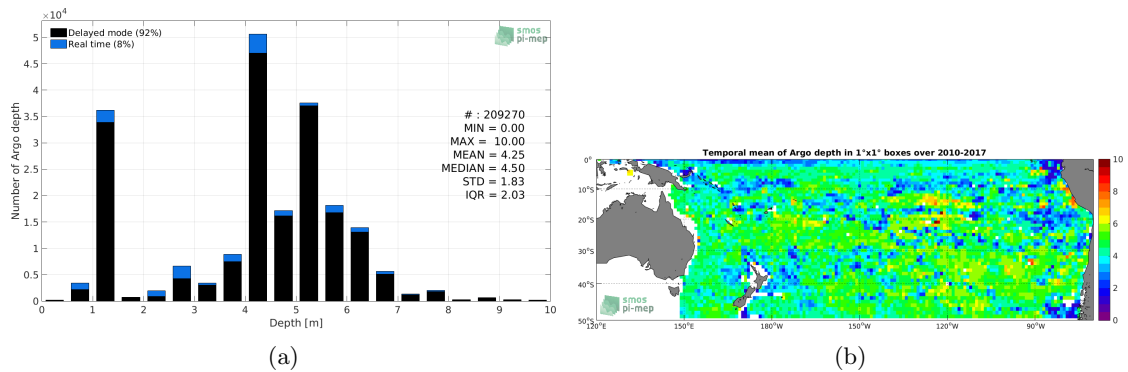 ×10⁴
Delayed mode (92%)
Real time (8%)
smos
pi-mep
5
4.5
4
3.5
3
2.5
2
1.5
1
0.5
0
Number of Argo depth
# : 209270
MIN = 0.00
MAX = 10.00
MEAN = 4.25
MEDIAN = 4.50
STD = 1.83
IQR = 2.03
0 1 2 3 4 5 6 7 8 9 10
Depth [m]
(a)
Temporal mean of Argo depth in 1°x1° boxes over 2010-2017
0°
10°S
20°S
30°S
40°S
50°S
120°E 150°E 180°W 150°W 120°W 90°W
smos
pi-mep
10
8
6
4
2
0
(b)